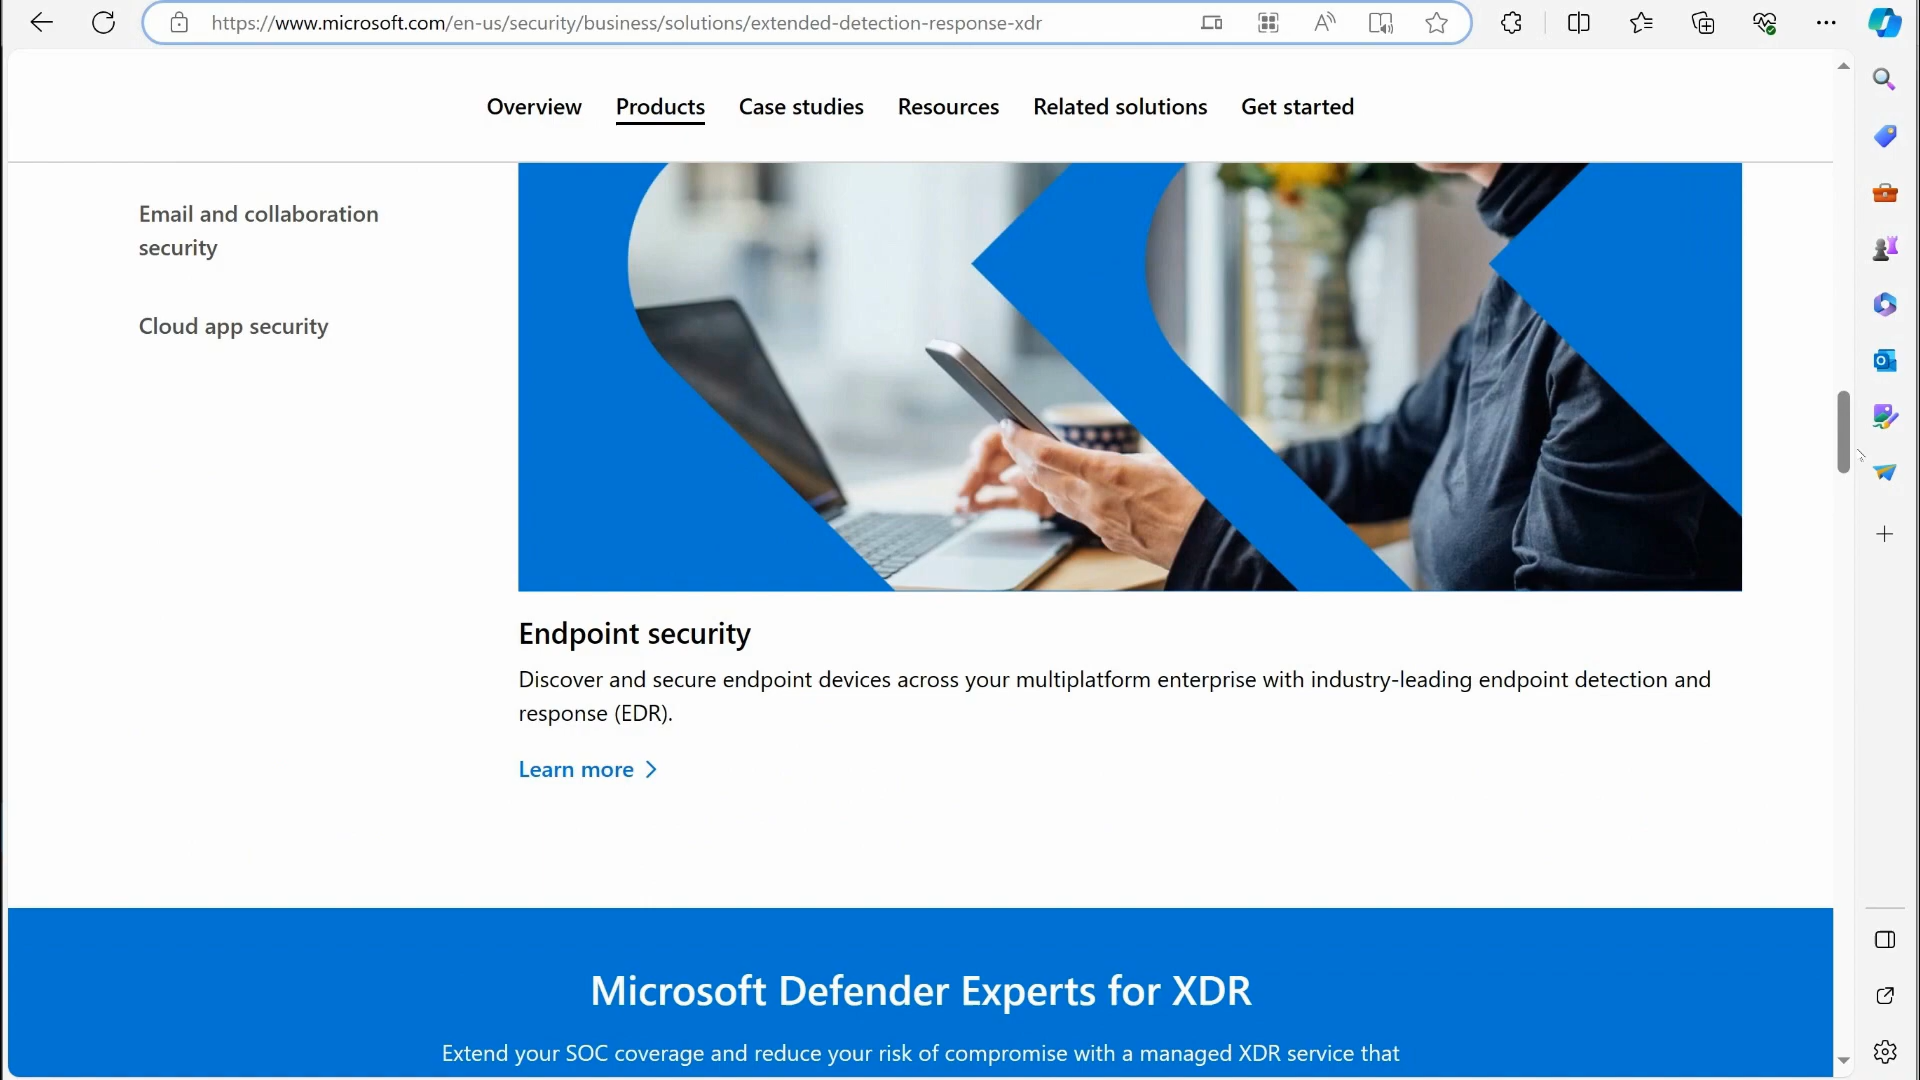 https://www.microsoft.com/en-us/security/business/solutions/extended-detection-response-xdr
Overview Products Case studies Resources Related solutions Get started
Email and collaboration
security
Cloud app security
Endpoint security
Discover and secure endpoint devices across your multiplatform enterprise with industry-leading endpoint detection and
response (EDR).
Learn more
Microsoft Defender Experts for XDR
Extend your SOC coverage and reduce your risk of compromise with a managed XDR service that